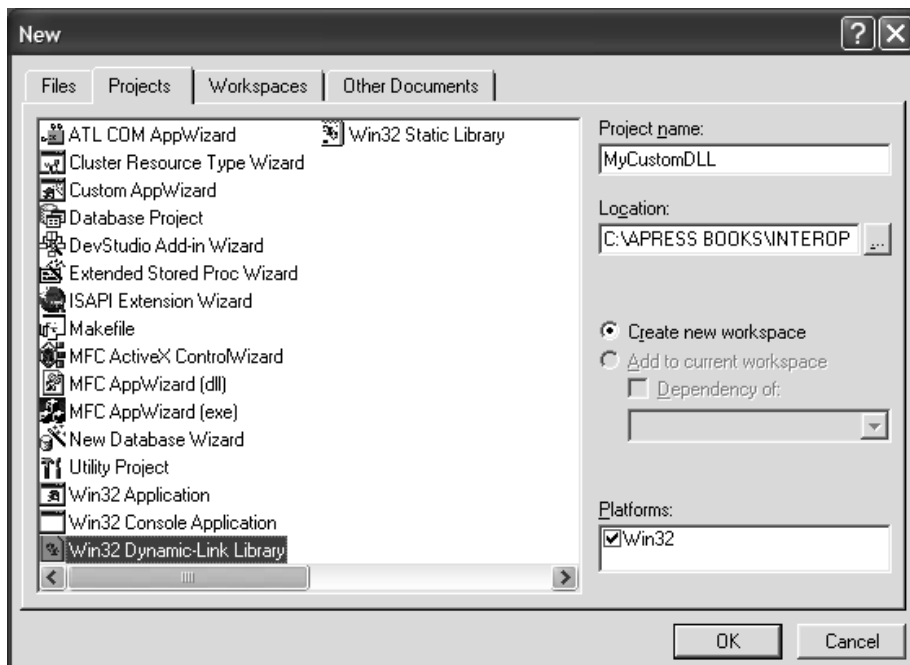 New
Files Projects Workspaces Other Documents
ATL COM AppWizard
Cluster Resource Type Wizard
Custom AppWizard
Database Project
DevStudio Add-in Wizard
Extended Stored Proc Wizard
ISAPI Extension Wizard
Makefile
MFC ActiveX ControlWizard
MFC AppWizard (dll)
MFC AppWizard (exe)
New Database Wizard
Utility Project
Win32 Application
Win32 Console Application
Win32 Dynamic-Link Library
Win32 Static Library
Project name:
MyCustomDLL
Location:
C:\APRESS BOOKS\INTEROP
...
Create new workspace
Add to current workspace
Dependency of:
Platforms:
Win32
OK Cancel